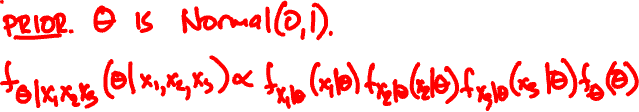 PRIOR. θ is Normal(0,1).
f_{θ|x₁x₂x₃}(θ|x₁,x₂,x₃) ∝ f_{x₁|θ}(x₁|θ) f_{x₂|θ}(x₂|θ) f_{x₃|θ}(x₃|θ) f_θ(θ)